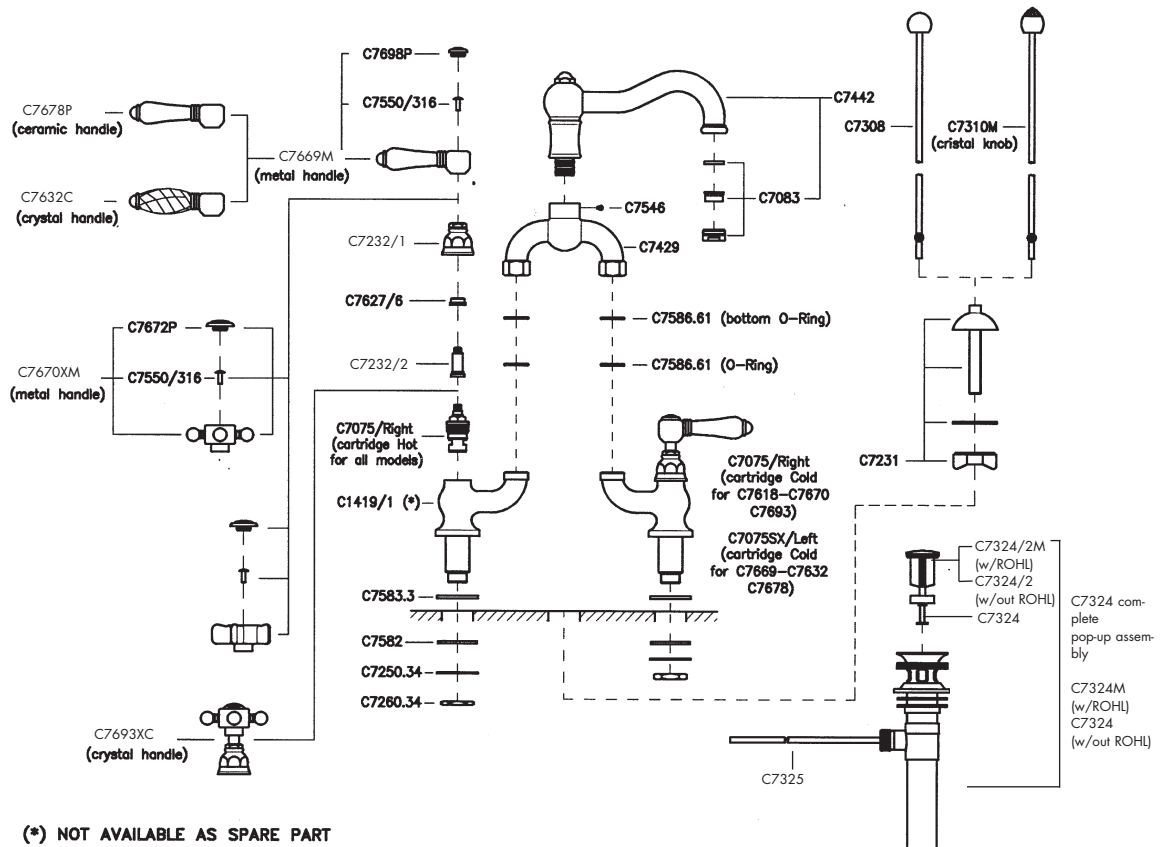 C7698P
C7550/316
C7678P
(ceramic handle)
C7669M
(metal handle)
C7632C
(crystal handle)
C7232/1
C7627/6
C7232/2
C7672P
C7550/316
C7670XM
(metal handle)
C7075/Right
(cartridge Hot
for all models)
C1419/1 (*)
C7583.3
C7582
C7250.34
C7260.34
C7693XC
(crystal handle)
C7442
C7083
C7546
C7429
C7586.61 (bottom O-Ring)
C7586.61 (O-Ring)
C7075/Right
(cartridge Cold
for C7618-C7670
C7693)
C7075SX/Left
(cartridge Cold
for C7669-C7632
C7678)
C7308
C7310M
(cristal knob)
C7231
C7324/2M
(w/ROHL)
C7324/2
(w/out ROHL)
C7324
C7324 com-
plete
pop-up assem-
bly
C7324M
(w/ROHL)
C7324
(w/out ROHL)
C7325
(*) NOT AVAILABLE AS SPARE PART